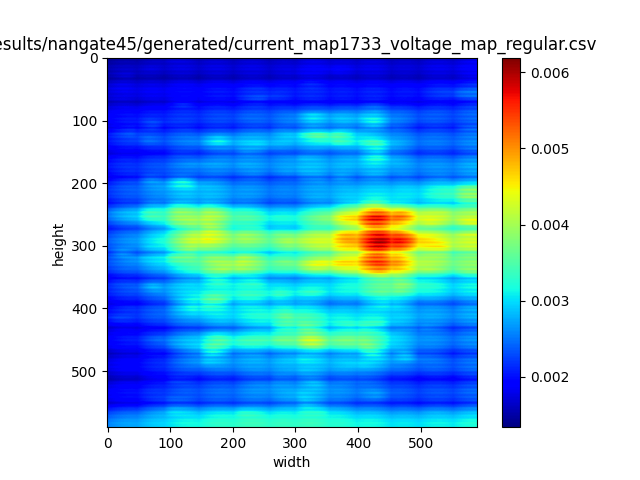 esults/nangate45/generated/current_map1733_voltage_map_regular.csv
0
100
200
300
400
500
height
0 100 200 300 400 500
width
0.006
0.005
0.004
0.003
0.002